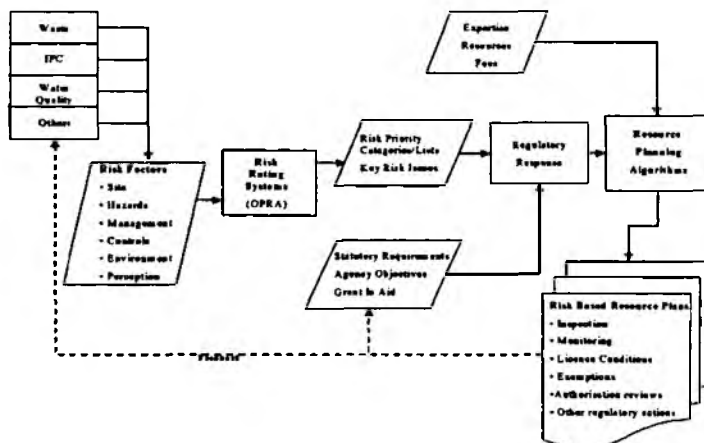 Waste
IPC
Water
Quality
Others
Expertise
Resources
Fees
Risk Factors
• Site
• Hazards
• Management
• Controls
• Environment
• Perception
Risk
Rating
Systems
(OPRA)
Risk Priority
Categories/Lists
Key Risk Issues
Regulatory
Response
Resource
Planning
Algorithms
Statutory Requirements
Agency Objectives
Grant In Aid
Risk Based Resource Plans
• Inspection
• Monitoring
• License Conditions
• Exemptions
•Authorisation reviews
• Other regulatory actions